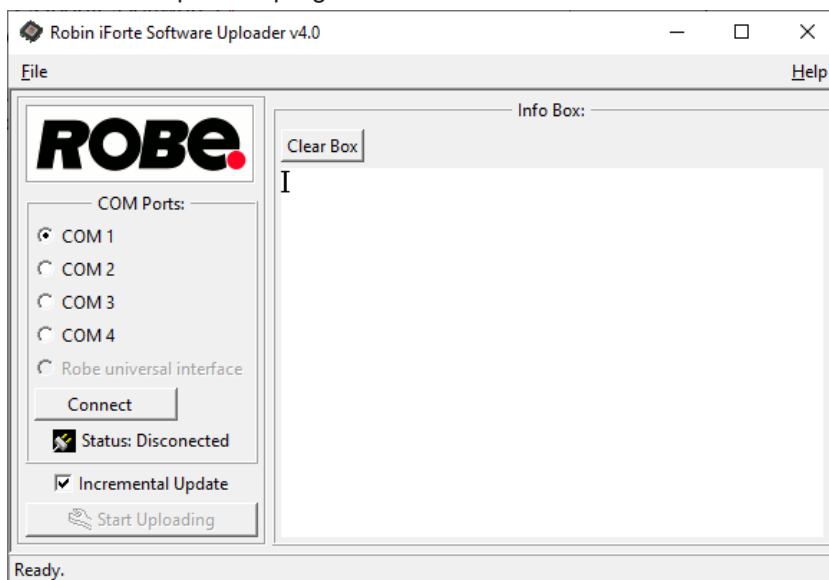 Robin iForte Software Uploader v4.0
File
Help
ROBE
COM Ports:
COM 1
COM 2
COM 3
COM 4
Robe universal interface
Connect
Status: Disconected
Incremental Update
Start Uploading
Info Box:
Clear Box
Ready.